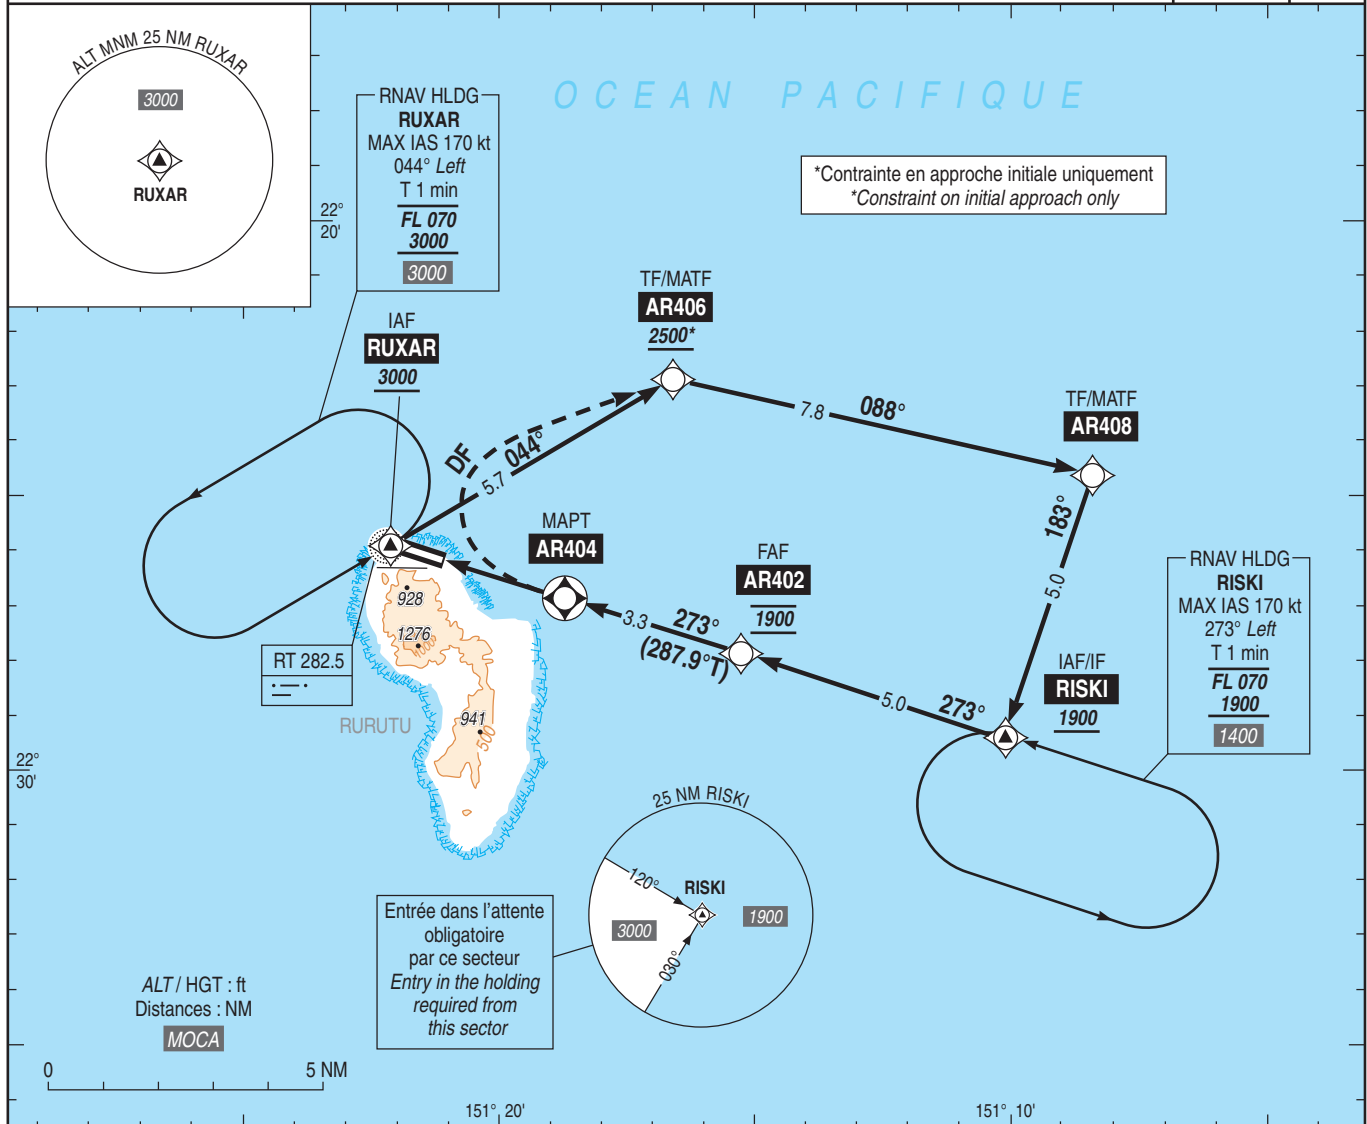 ALT MNM 25 NM RUXAR
3000
RUXAR
RNAV HLDG
RUXAR
MAX IAS 170 kt
044° Left
T 1 min
FL 070
3000
3000
OCEAN PACIFIQUE
*Contrainte en approche initiale uniquement
*Constraint on initial approach only
22°
20'
IAF
RUXAR
3000
TF/MATF
AR406
2500*
TF/MATF
AR408
7.8
088°
DF
044°
5.7
183°
5.0
MAPT
AR404
FAF
AR402
1900
3.3
273°
(287.9°T)
5.0
273°
IAF/IF
RISKI
1900
RNAV HLDG
RISKI
MAX IAS 170 kt
273° Left
T 1 min
FL 070
1900
1400
928
1276
RT 282.5
RURUTU
941
500
22°
30'
25 NM RISKI
120°
RISKI
3000
1900
030°
Entrée dans l'attente
obligatoire
par ce secteur
Entry in the holding
required from
this sector
ALT / HGT : ft
Distances : NM
MOCA
0
5 NM
151° 20'
151° 10'